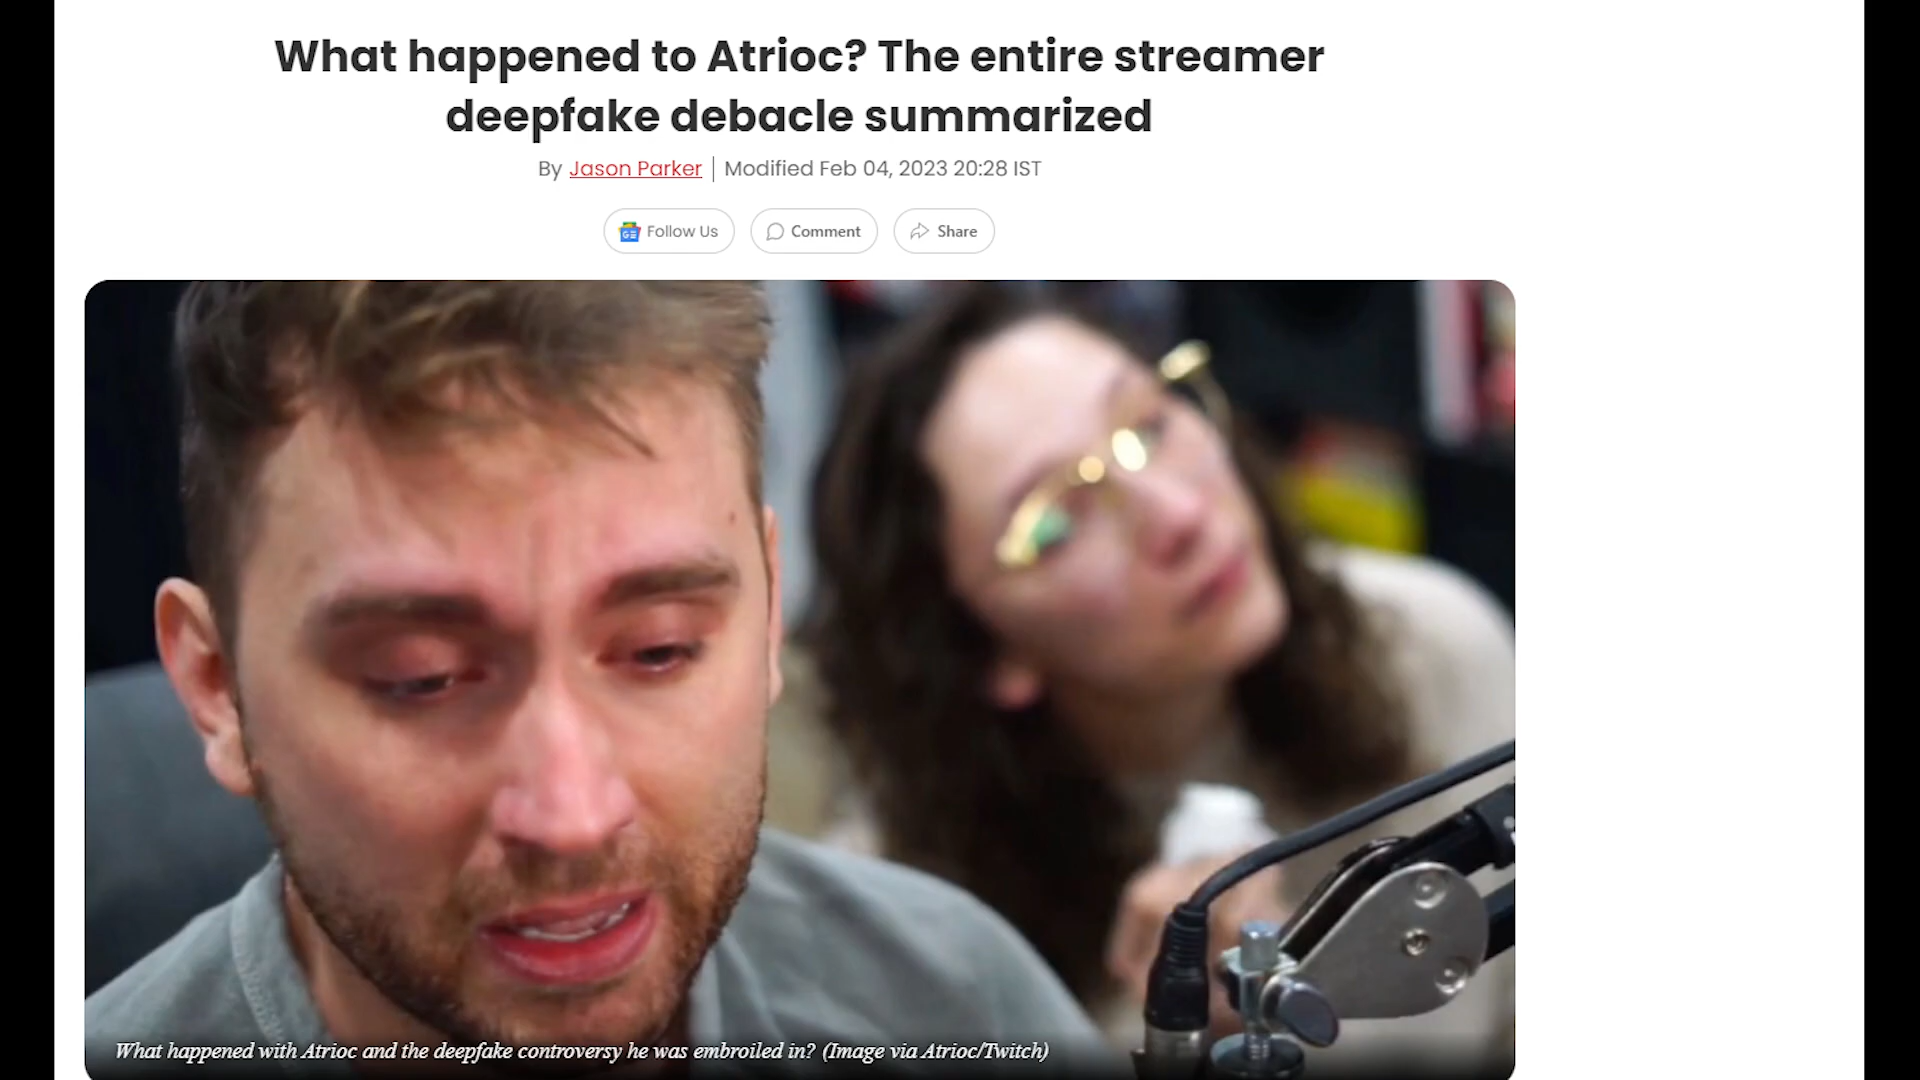 What happened to Atrioc? The entire streamer
deepfake debacle summarized
By Jason Parker | Modified Feb 04, 2023 20:28 IST
Follow Us
Comment
Share
What happened with Atrioc and the deepfake controversy he was embroiled in? (Image via Atrioc/Twitch)